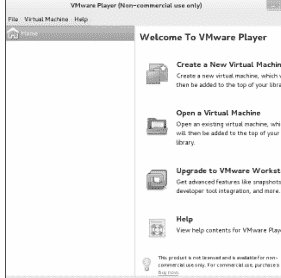 VMware Player (Non-commercial use only)
File Virtual Machine Help
Home
Welcome To VMware Player
Create a New Virtual Machin
Create a new virtual machine, which w
then be added to the top of your libra
Open a Virtual Machine
Open an existing virtual machine, whi
will then be added to the top of your
library.
Upgrade to VMware Workst
Get advanced features like snapshots
developer tool integration, and more.
Help
View help contents for VMware Playe
This product is not licensed and is available for non-
commercial use only. For commercial use, purchase a
Buy now.